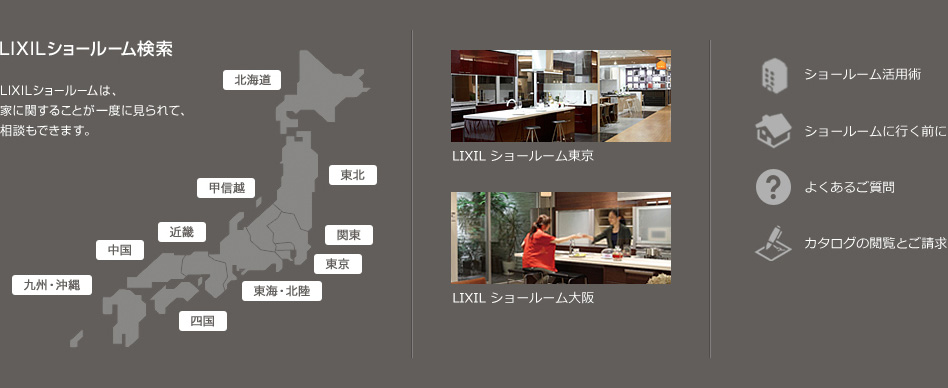 LIXILショールーム検索
LIXILショールームは、
家に関することが一度に見られて、
相談もできます。
北海道
東北
甲信越
近畿
関東
中国
東京
九州・沖縄
東海・北陸
四国
LIXIL ショールーム東京
LIXIL ショールーム大阪
ショールーム活用術
ショールームに行く前に
よくあるご質問
カタログの閲覧とご請求